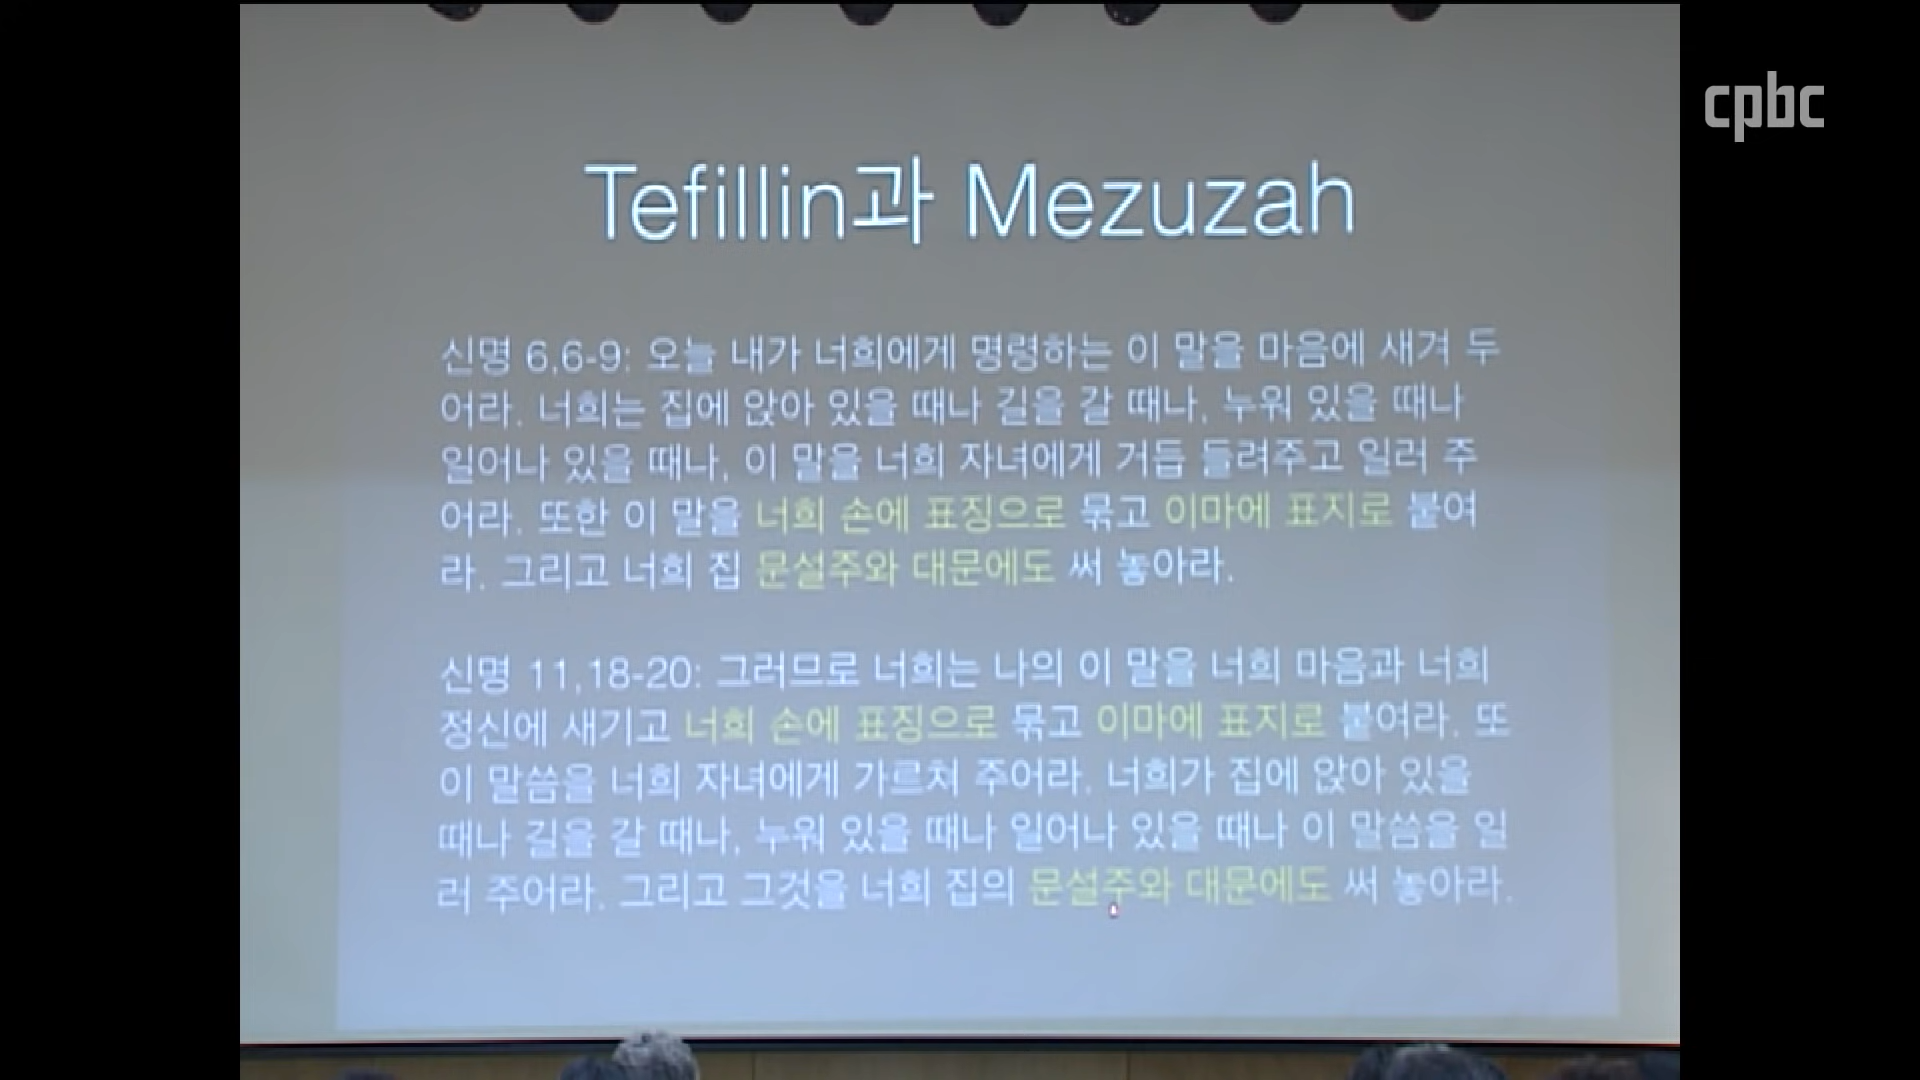 cpbc
Tefillin과 Mezuzah
신명 6,6-9: 오늘 내가 너희에게 명령하는 이 말을 마음에 새겨 두
어라. 너희는 집에 앉아 있을 때나 길을 갈 때나, 누워 있을 때나
일어나 있을 때나, 이 말을 너희 자녀에게 거듭 들려주고 일러 주
어라. 또한 이 말을 너희 손에 표징으로 묶고 이마에 표지로 붙여
라. 그리고 너희 집 문설주와 대문에도 써 놓아라.
신명 11,18-20: 그러므로 너희는 나의 이 말을 너희 마음과 너희
정신에 새기고 너희 손에 표징으로 묶고 이마에 표지로 붙여라. 또
이 말씀을 너희 자녀에게 가르쳐 주어라. 너희가 집에 앉아 있을
때나 길을 갈 때나, 누워 있을 때나 일어나 있을 때나 이 말씀을 일
러 주어라. 그리고 그것을 너희 집의 문설주와 대문에도 써 놓아라.